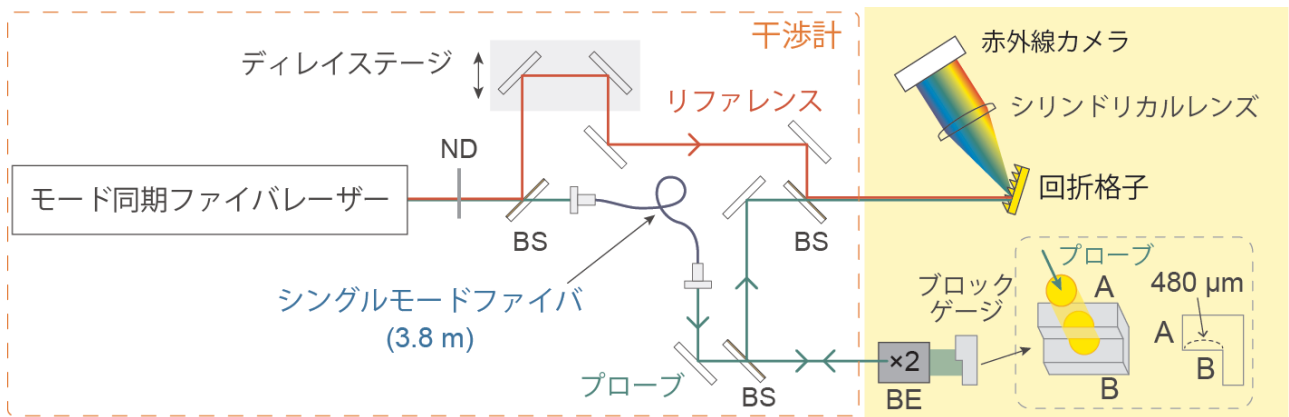 干渉計
ディレイステージ
リファレンス
ND
モード同期ファイバレーザー
BS
シングルモードファイバ
(3.8 m)
BS
プローブ
BS
赤外線カメラ
シリンドリカルレンズ
回折格子
ブロック
ゲージ
×2
BE
プローブ
A
B
480 µm
A
B